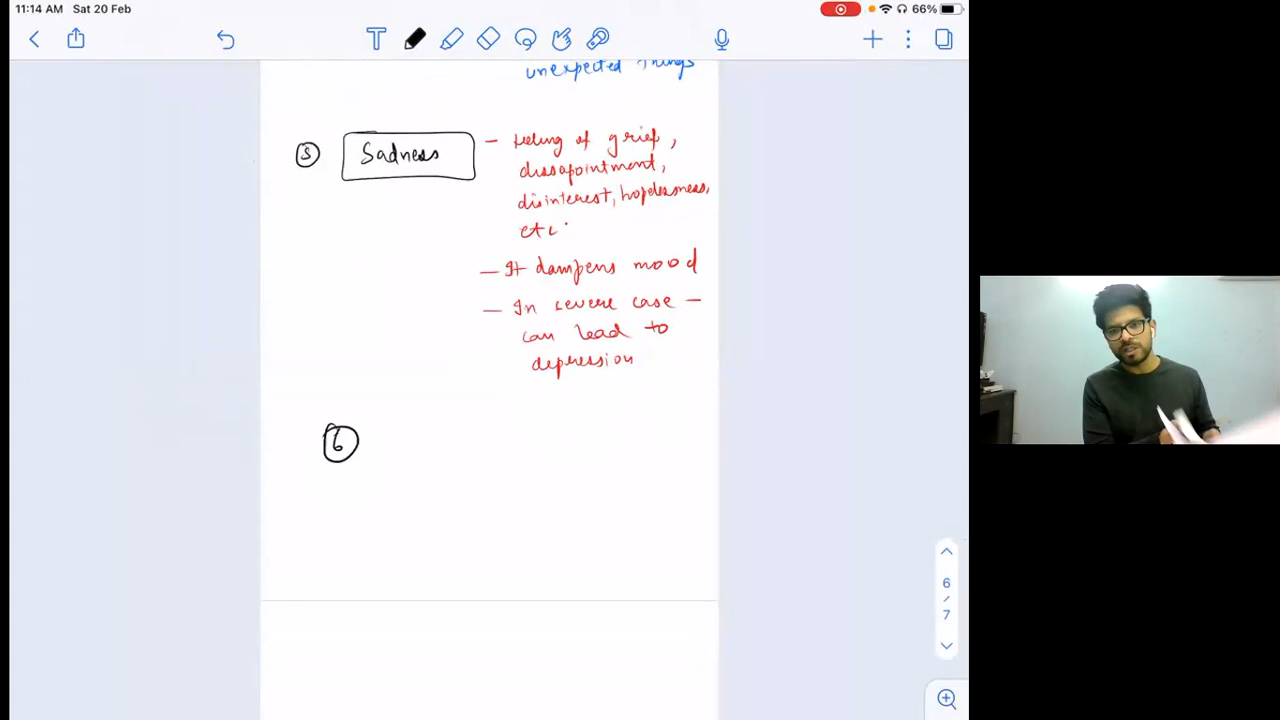 11:14 AM Sat 20 Feb
66%
T
unexpected things
5 Sadness
- feeling of grief,
dissapointment,
disinterest, hopelessness,
etc.
- It dampens mood
- In severe case -
can lead to
depression
6
6
/
7